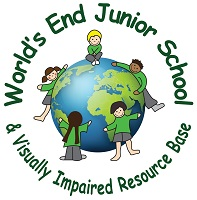 World's End Junior School
& Visually Impaired Resource Base